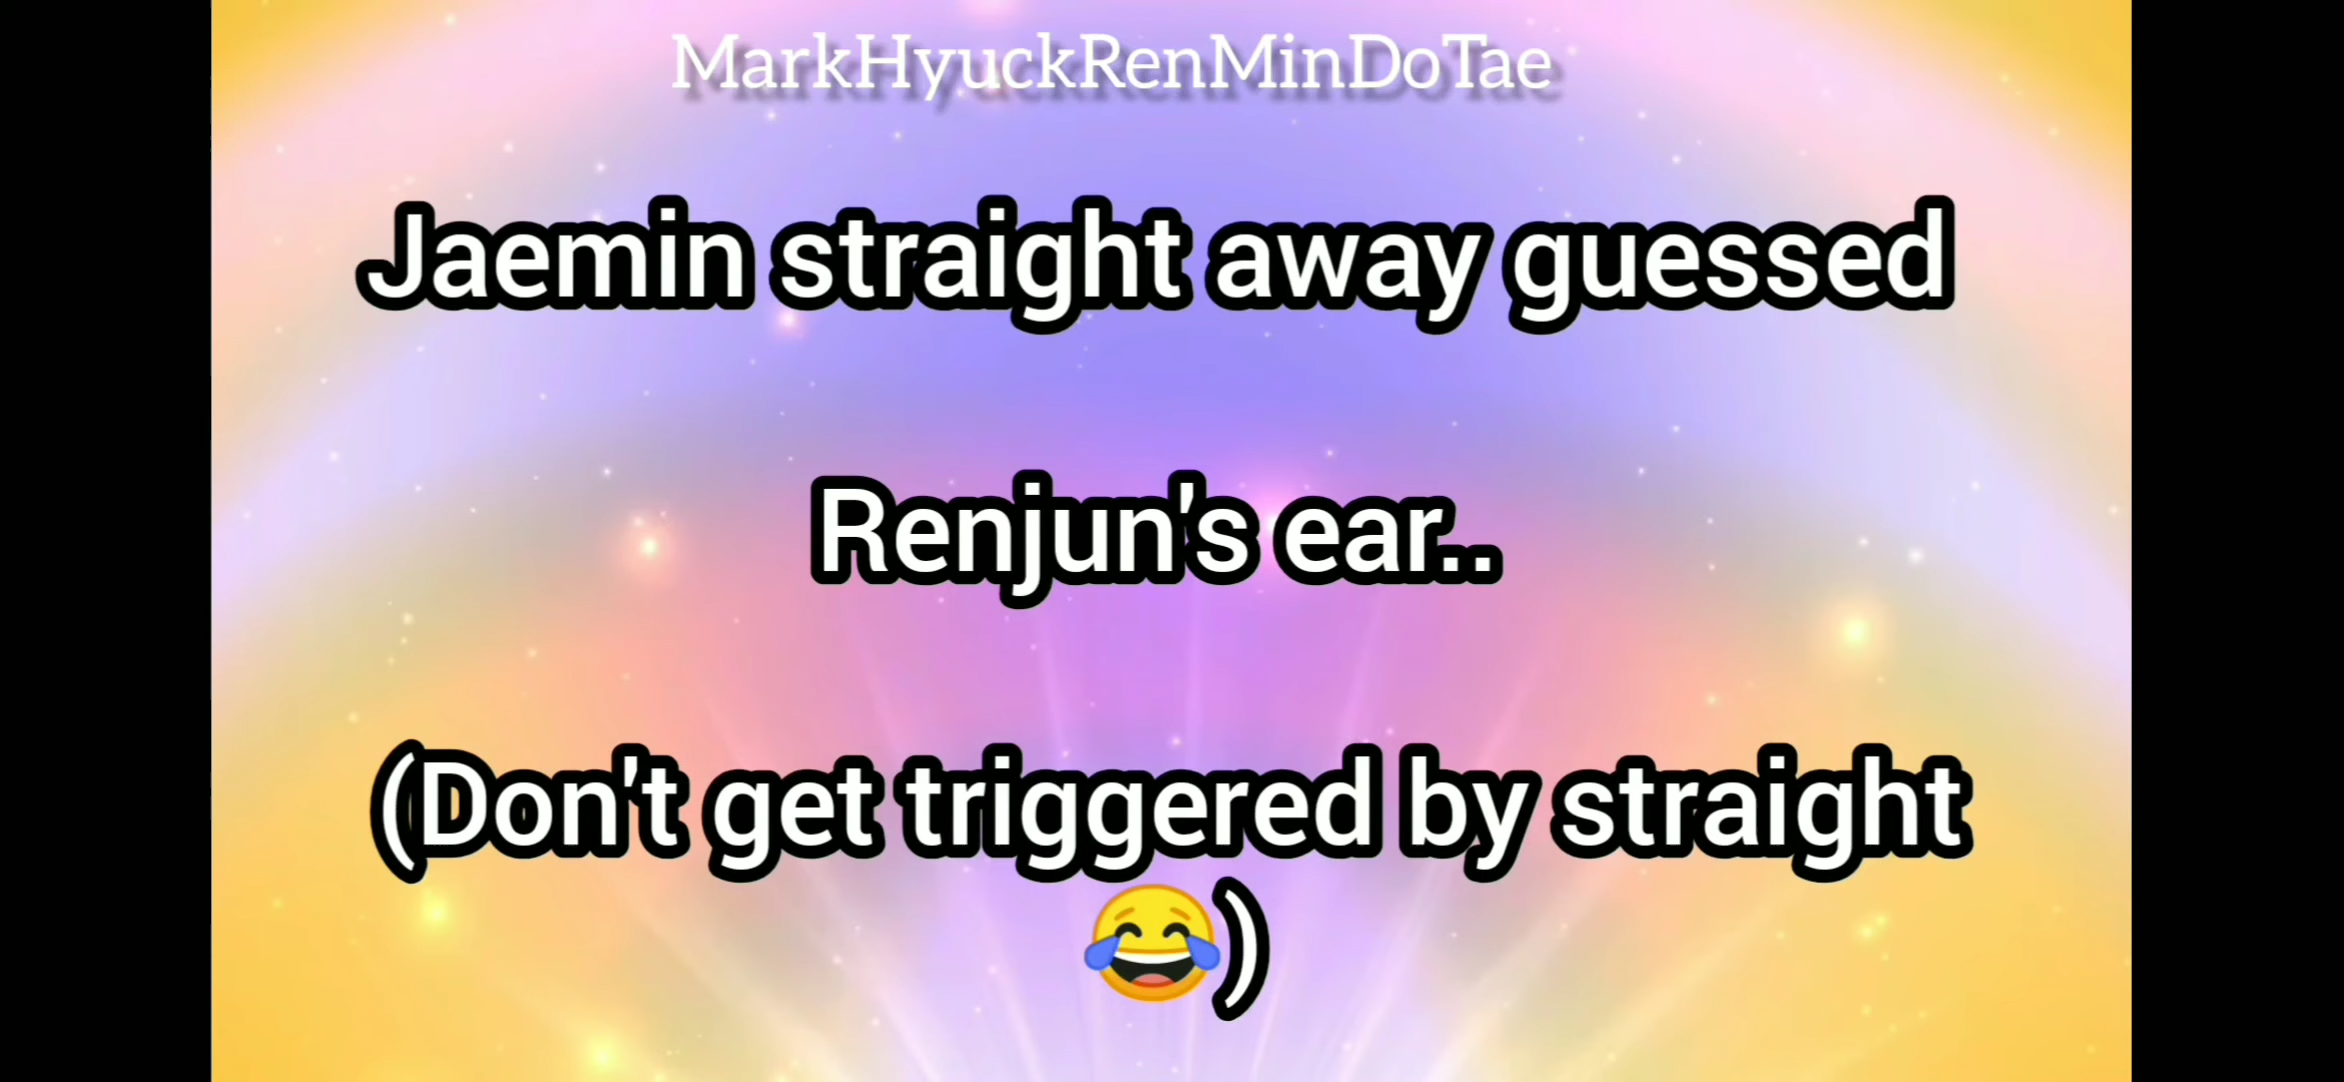 MarkHyuckRenMinDoTae
Jaemin straight away guessed
Renjun's ear..
(Don't get triggered by straight
😂)